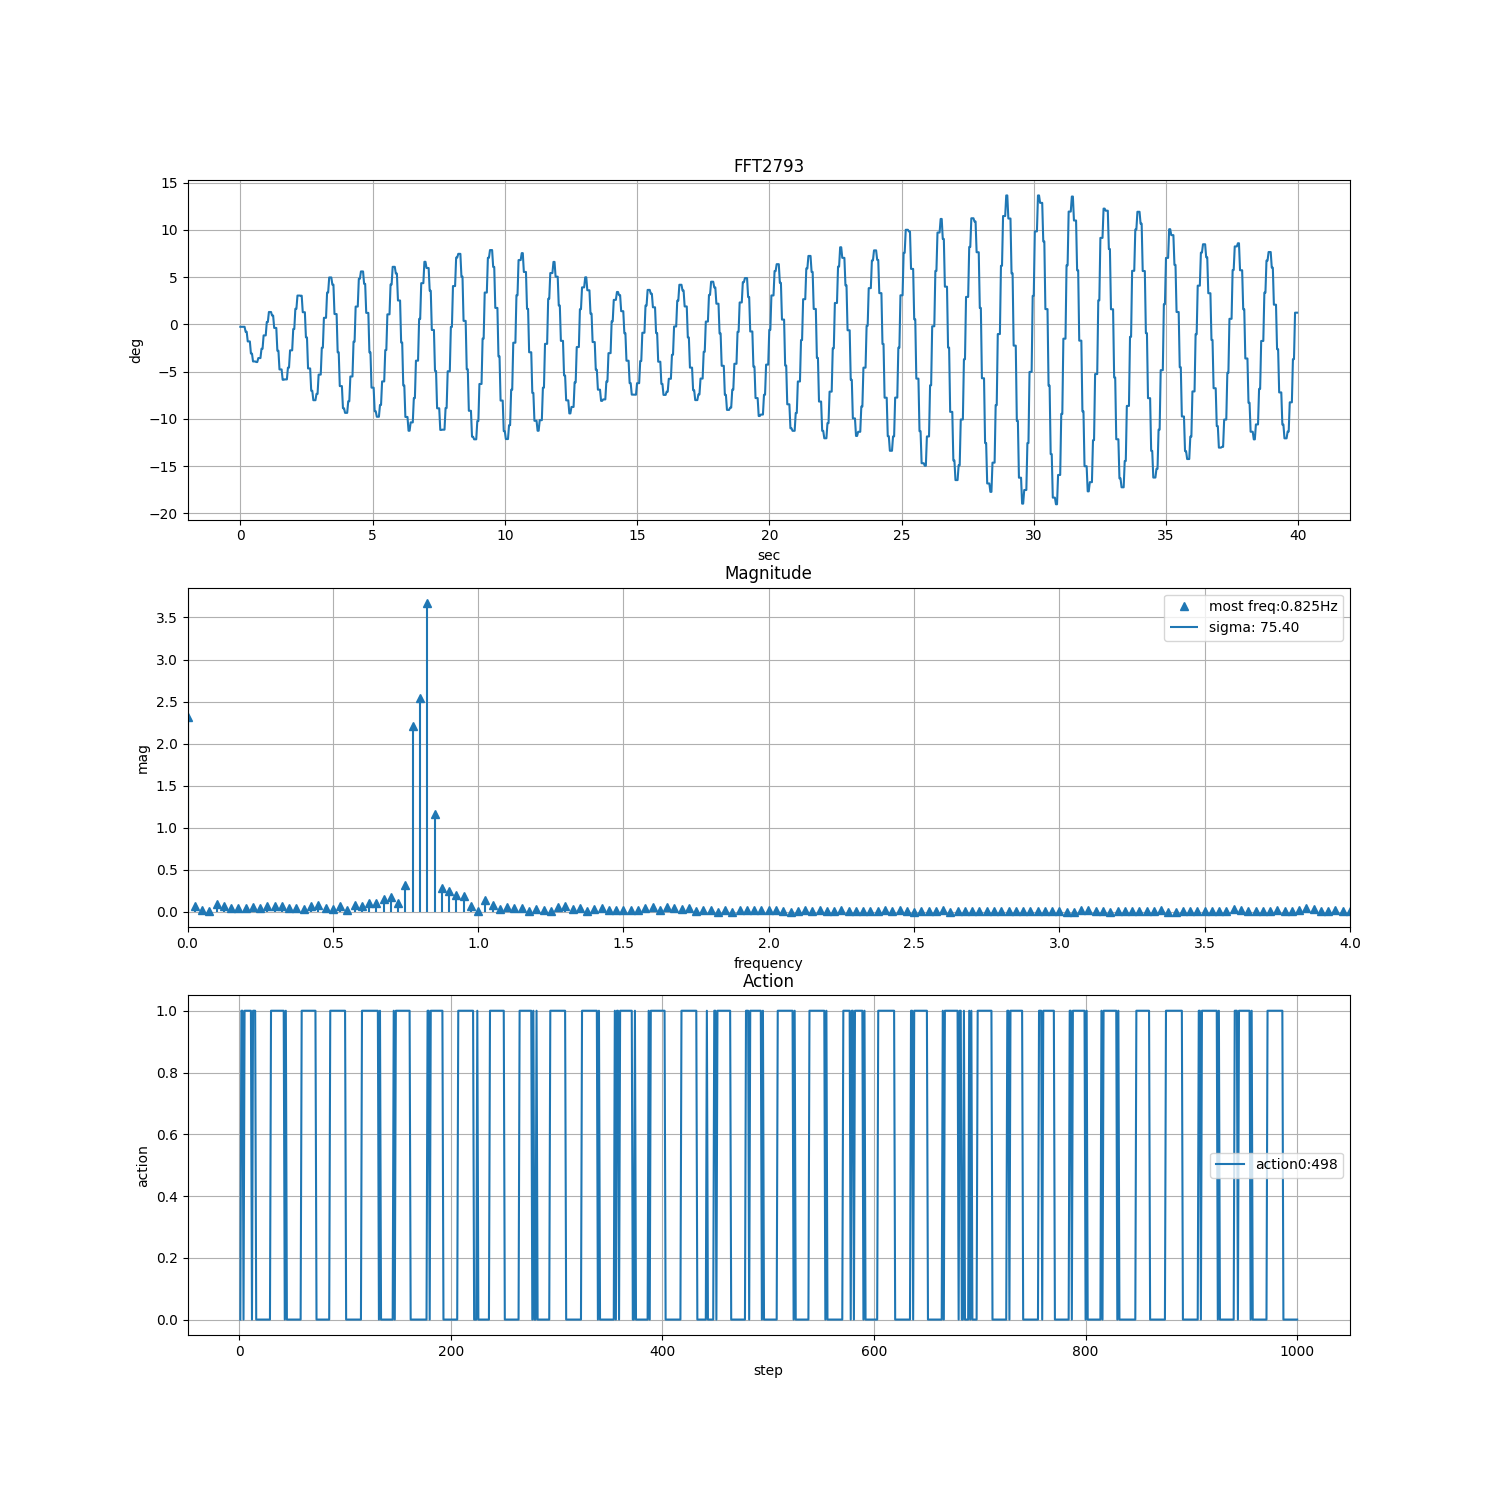 FFT2793
15
10
5
0
−5
−10
−15
−20
deg
0 5 10 15 20 25 30 35 40
sec
Magnitude
most freq:0.825Hz
sigma: 75.40
3.5
3.0
2.5
2.0
1.5
1.0
0.5
0.0
mag
0.0 0.5 1.0 1.5 2.0 2.5 3.0 3.5 4.0
frequency
Action
1.0
0.8
0.6
0.4
0.2
0.0
action
action0:498
0 200 400 600 800 1000
step